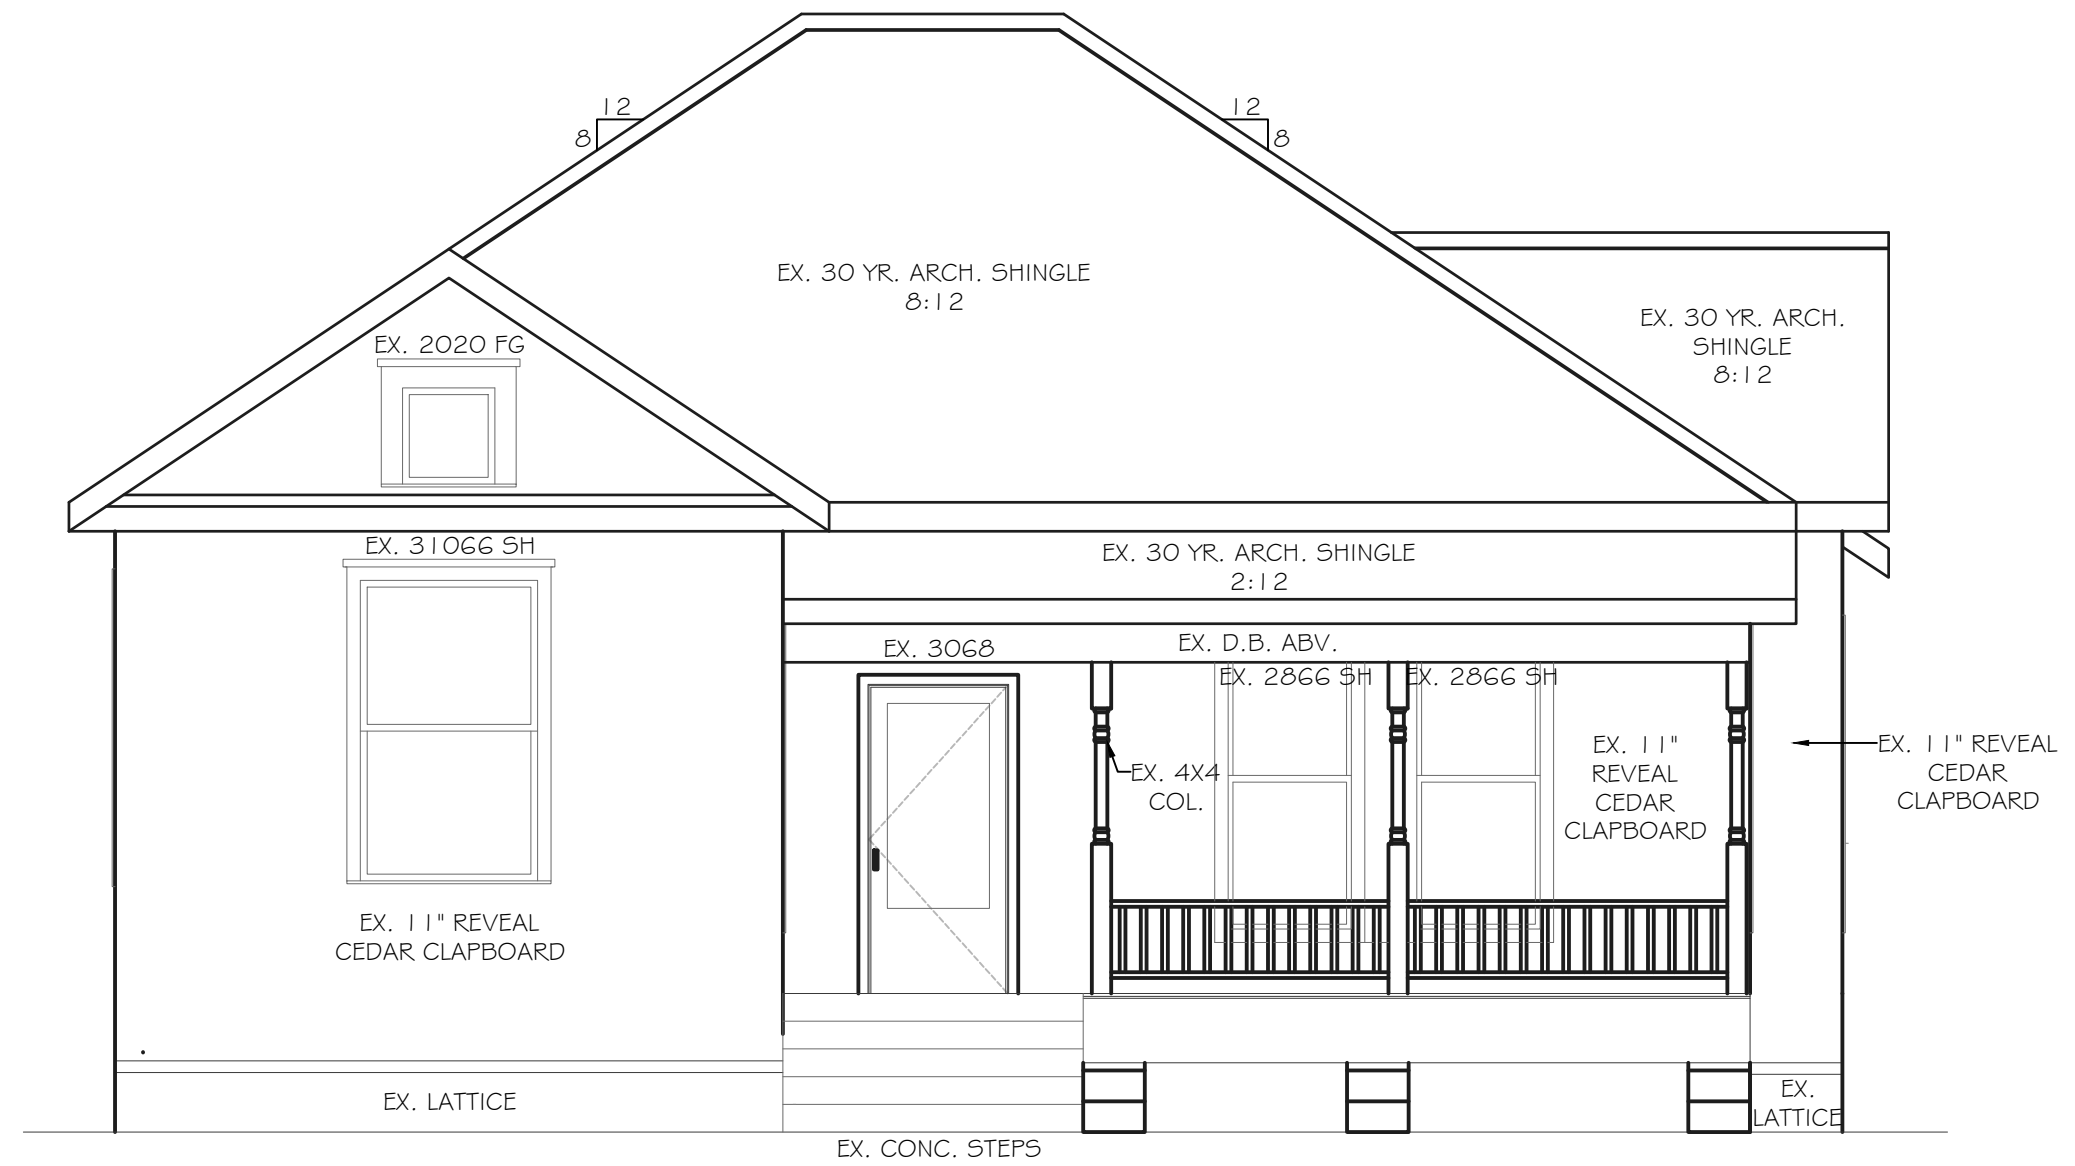 12
8
12
8
EX. 30 YR. ARCH. SHINGLE
8:12
EX. 30 YR. ARCH.
SHINGLE
8:12
EX. 2020 FG
EX. 31066 SH
EX. 30 YR. ARCH. SHINGLE
2:12
EX. D.B. ABV.
EX. 3068
EX. 2866 SH
EX. 2866 SH
EX. 4X4
COL.
EX. 11"
REVEAL
CEDAR
CLAPBOARD
EX. 11" REVEAL
CEDAR
CLAPBOARD
EX. 11" REVEAL
CEDAR CLAPBOARD
EX. LATTICE
EX.
LATTICE
EX. CONC. STEPS